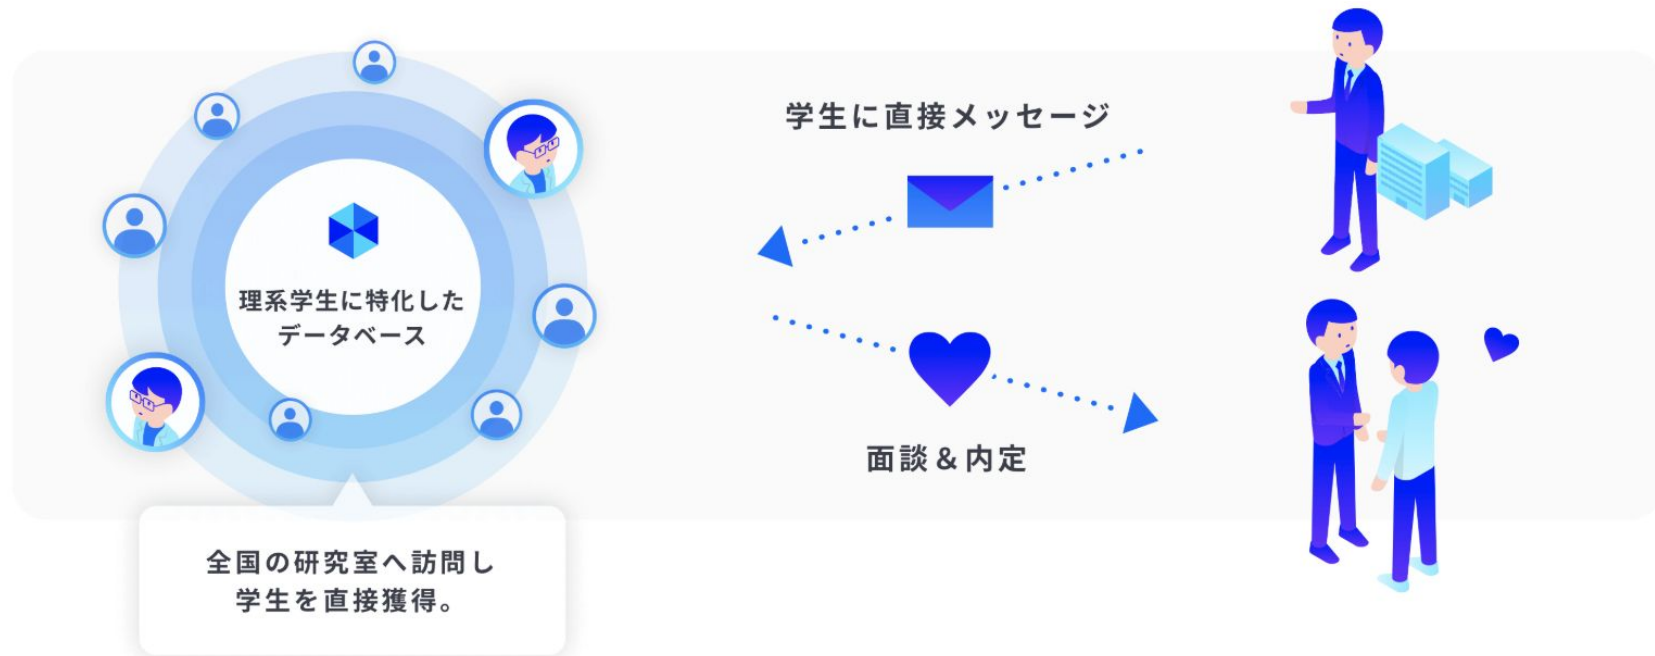 理系学生に特化した
データベース
全国の研究室へ訪問し
学生を直接獲得。
学生に直接メッセージ
面談＆内定